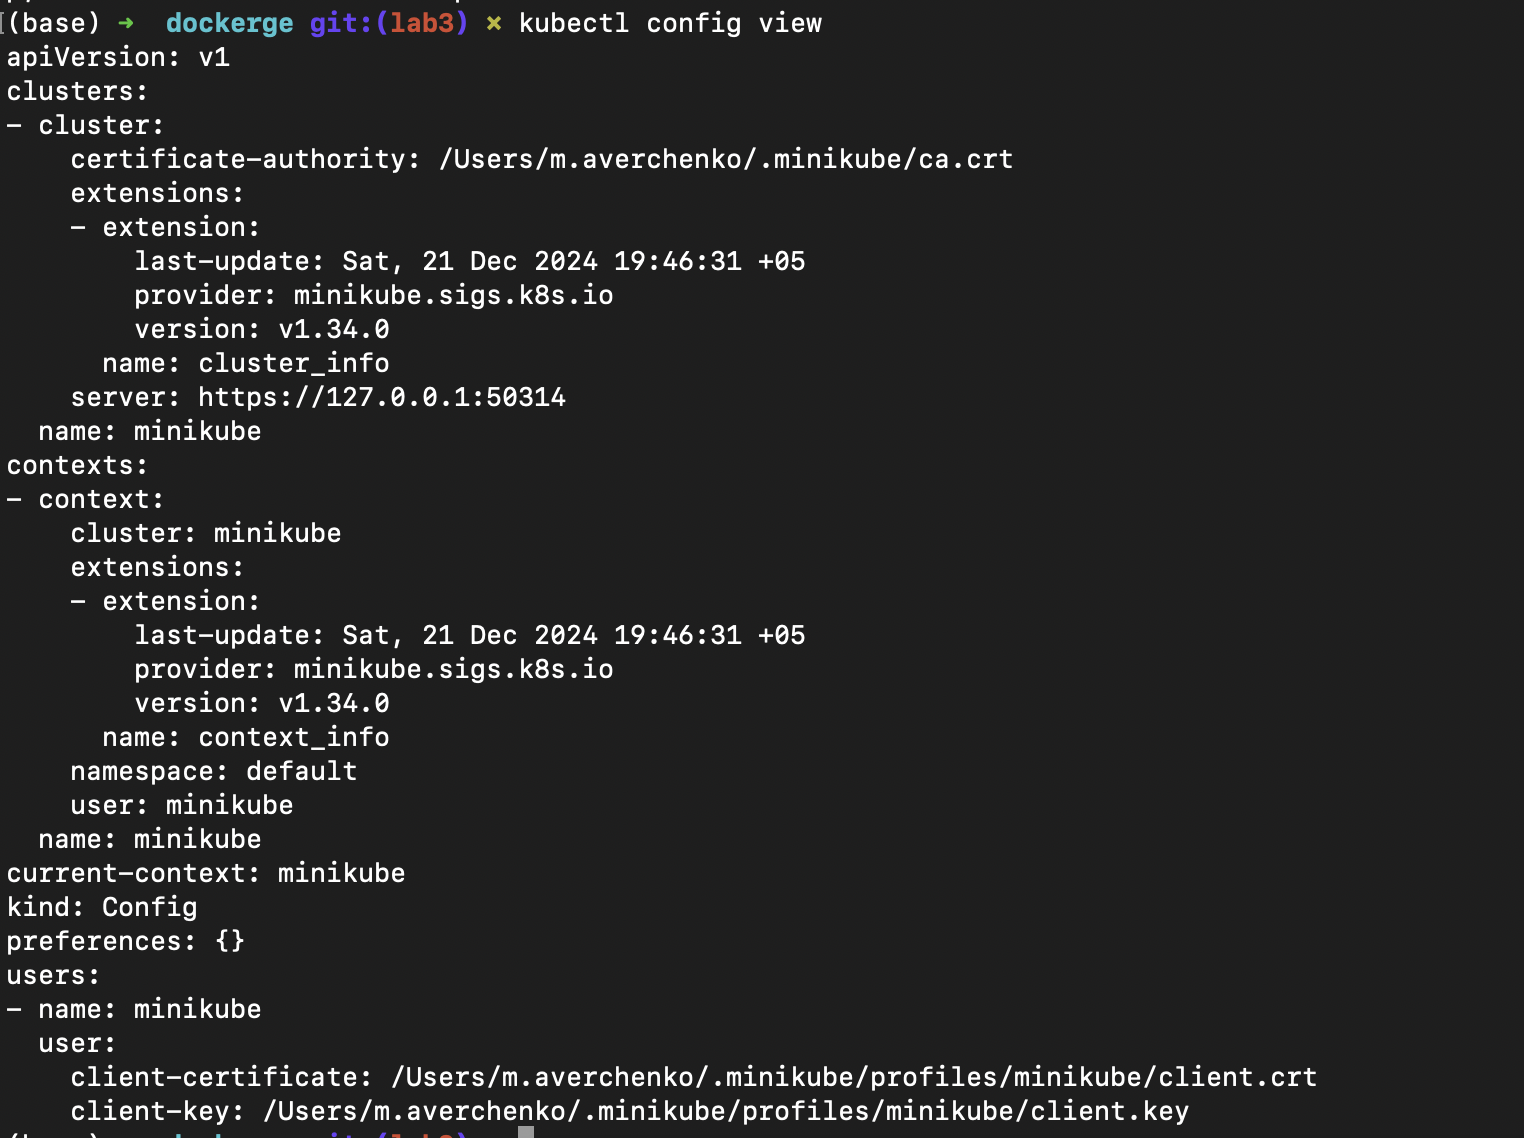 (base) ➜  dockerge git:(lab3) ✗ kubectl config view
apiVersion: v1
clusters:
- cluster:
    certificate-authority: /Users/m.averchenko/.minikube/ca.crt
    extensions:
    - extension:
        last-update: Sat, 21 Dec 2024 19:46:31 +05
        provider: minikube.sigs.k8s.io
        version: v1.34.0
      name: cluster_info
    server: https://127.0.0.1:50314
  name: minikube
contexts:
- context:
    cluster: minikube
    extensions:
    - extension:
        last-update: Sat, 21 Dec 2024 19:46:31 +05
        provider: minikube.sigs.k8s.io
        version: v1.34.0
      name: context_info
    namespace: default
    user: minikube
  name: minikube
current-context: minikube
kind: Config
preferences: {}
users:
- name: minikube
  user:
    client-certificate: /Users/m.averchenko/.minikube/profiles/minikube/client.crt
    client-key: /Users/m.averchenko/.minikube/profiles/minikube/client.key